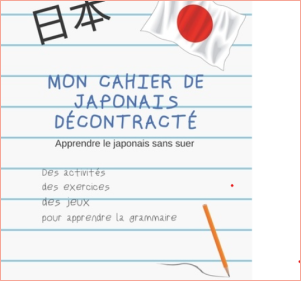 日本
MON CAHIER DE
JAPONAIS
DÉCONTRACTÉ
Apprendre le japonais sans suer
Des activités
des exercices
des jeux
pour apprendre la grammaire